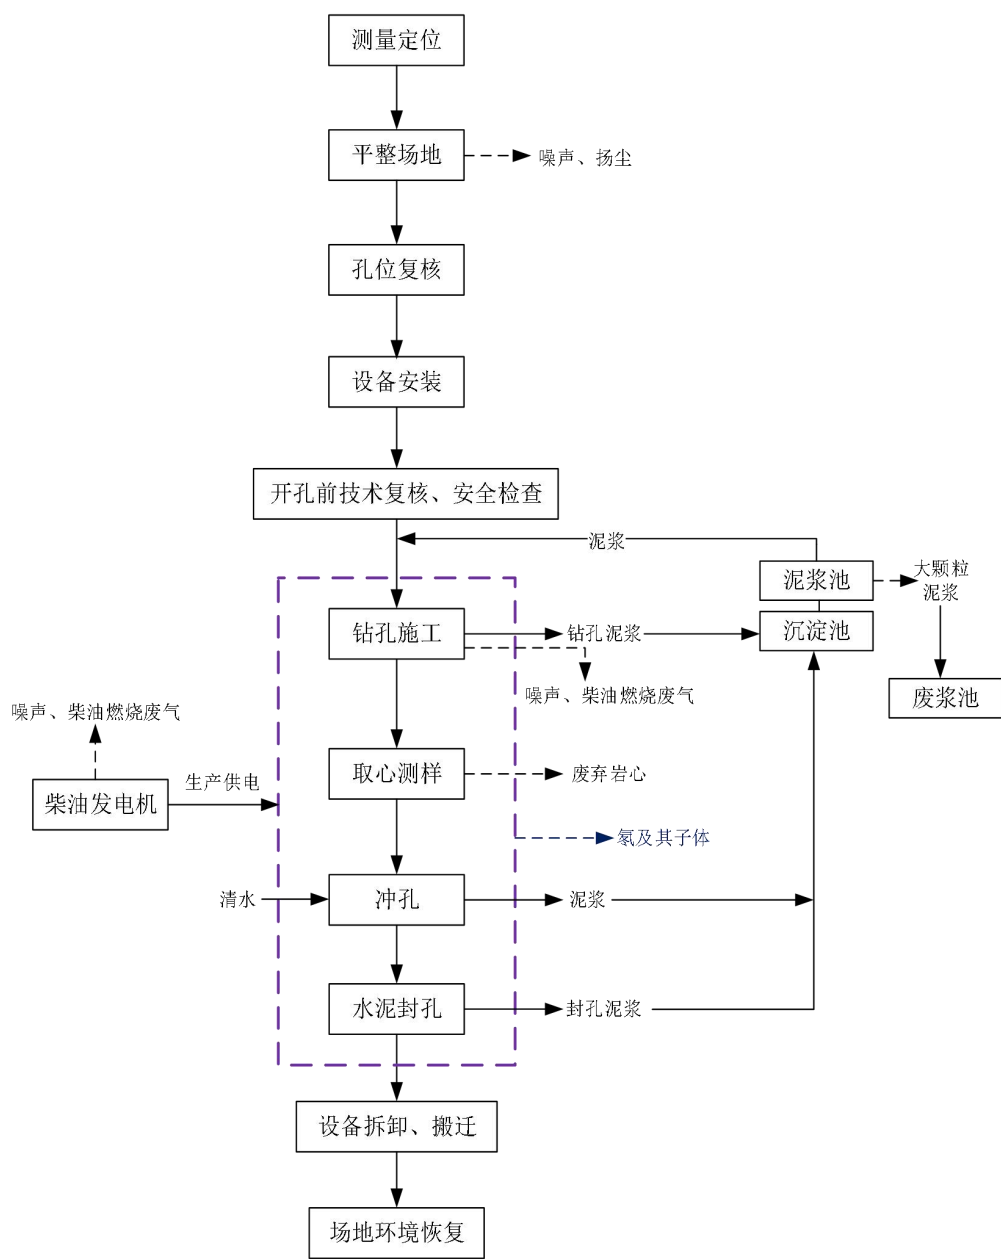 测量定位
平整场地
噪声、扬尘
孔位复核
设备安装
开孔前技术复核、安全检查
泥浆
泥浆池
大颗粒
泥浆
钻孔施工
钻孔泥浆
沉淀池
噪声、柴油燃烧废气
废浆池
噪声、柴油燃烧废气
取心测样
废弃岩心
生产供电
柴油发电机
氡及其子体
清水
冲孔
泥浆
水泥封孔
封孔泥浆
设备拆卸、搬迁
场地环境恢复